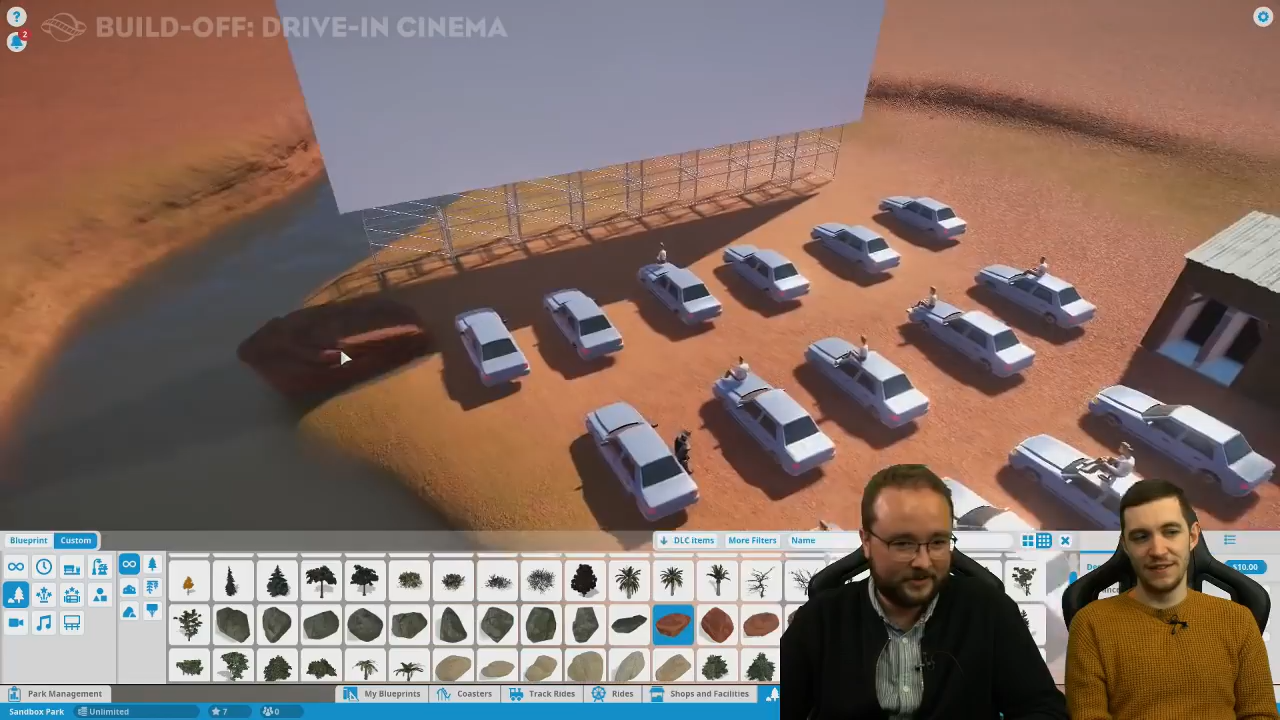 ?
2
BUILD-OFF: DRIVE-IN CINEMA
Blueprint
Custom
DLC items
More Filters
Name
$10.00
Park Management
My Blueprints
Coasters
Track Rides
Rides
Shops and Facilities
Sandbox Park
Unlimited
7
0